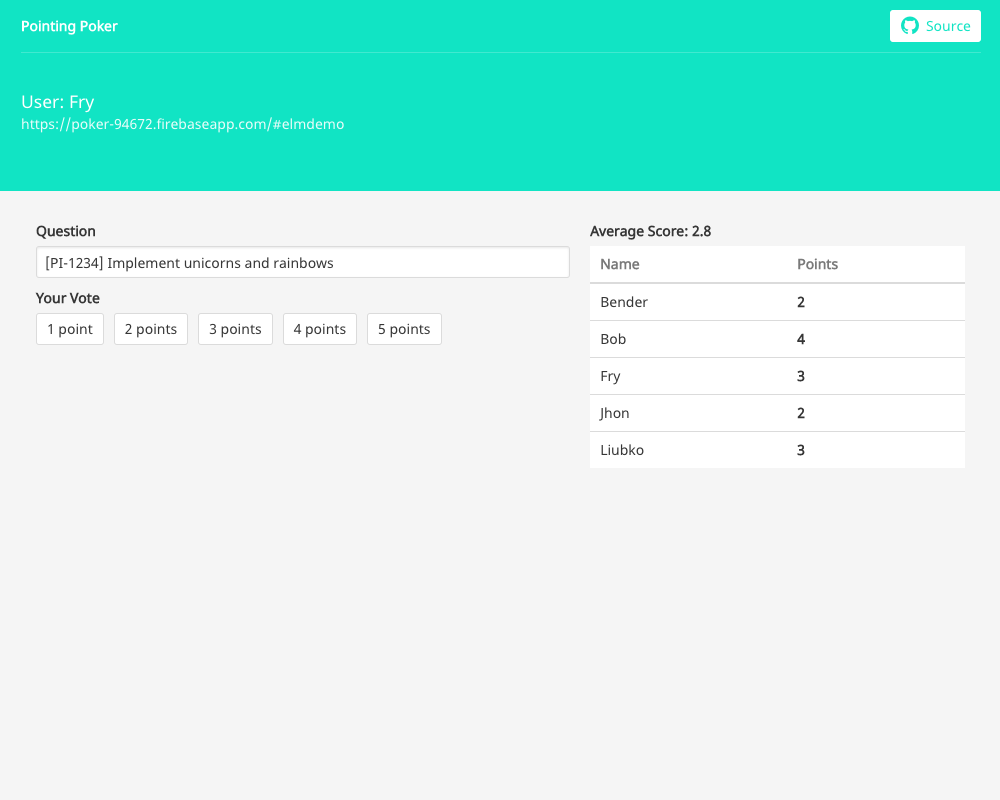 Pointing Poker
Source
User: Fry
https://poker-94672.firebaseapp.com/#elmdemo
Question
[PI-1234] Implement unicorns and rainbows
Your Vote
1 point 2 points 3 points 4 points 5 points
Average Score: 2.8
Name Points
Bender 2
Bob 4
Fry 3
Jhon 2
Liubko 3